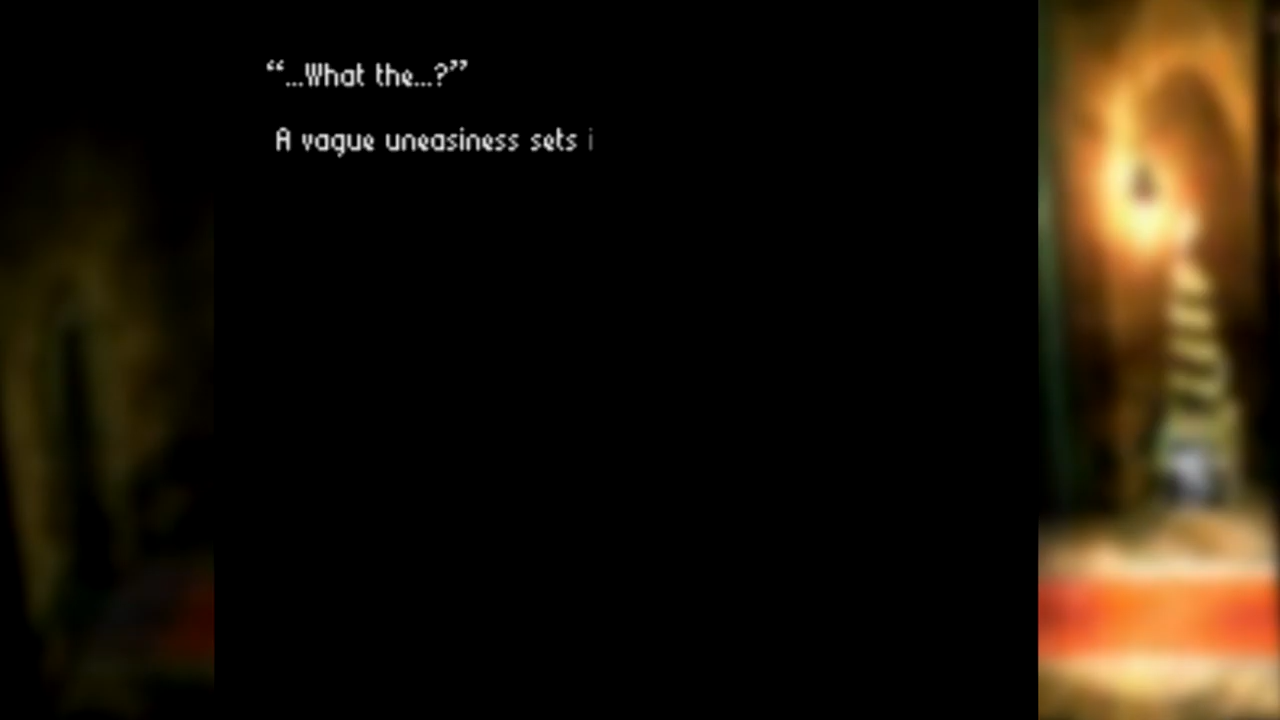 “...What the...?”
A vague uneasiness sets i